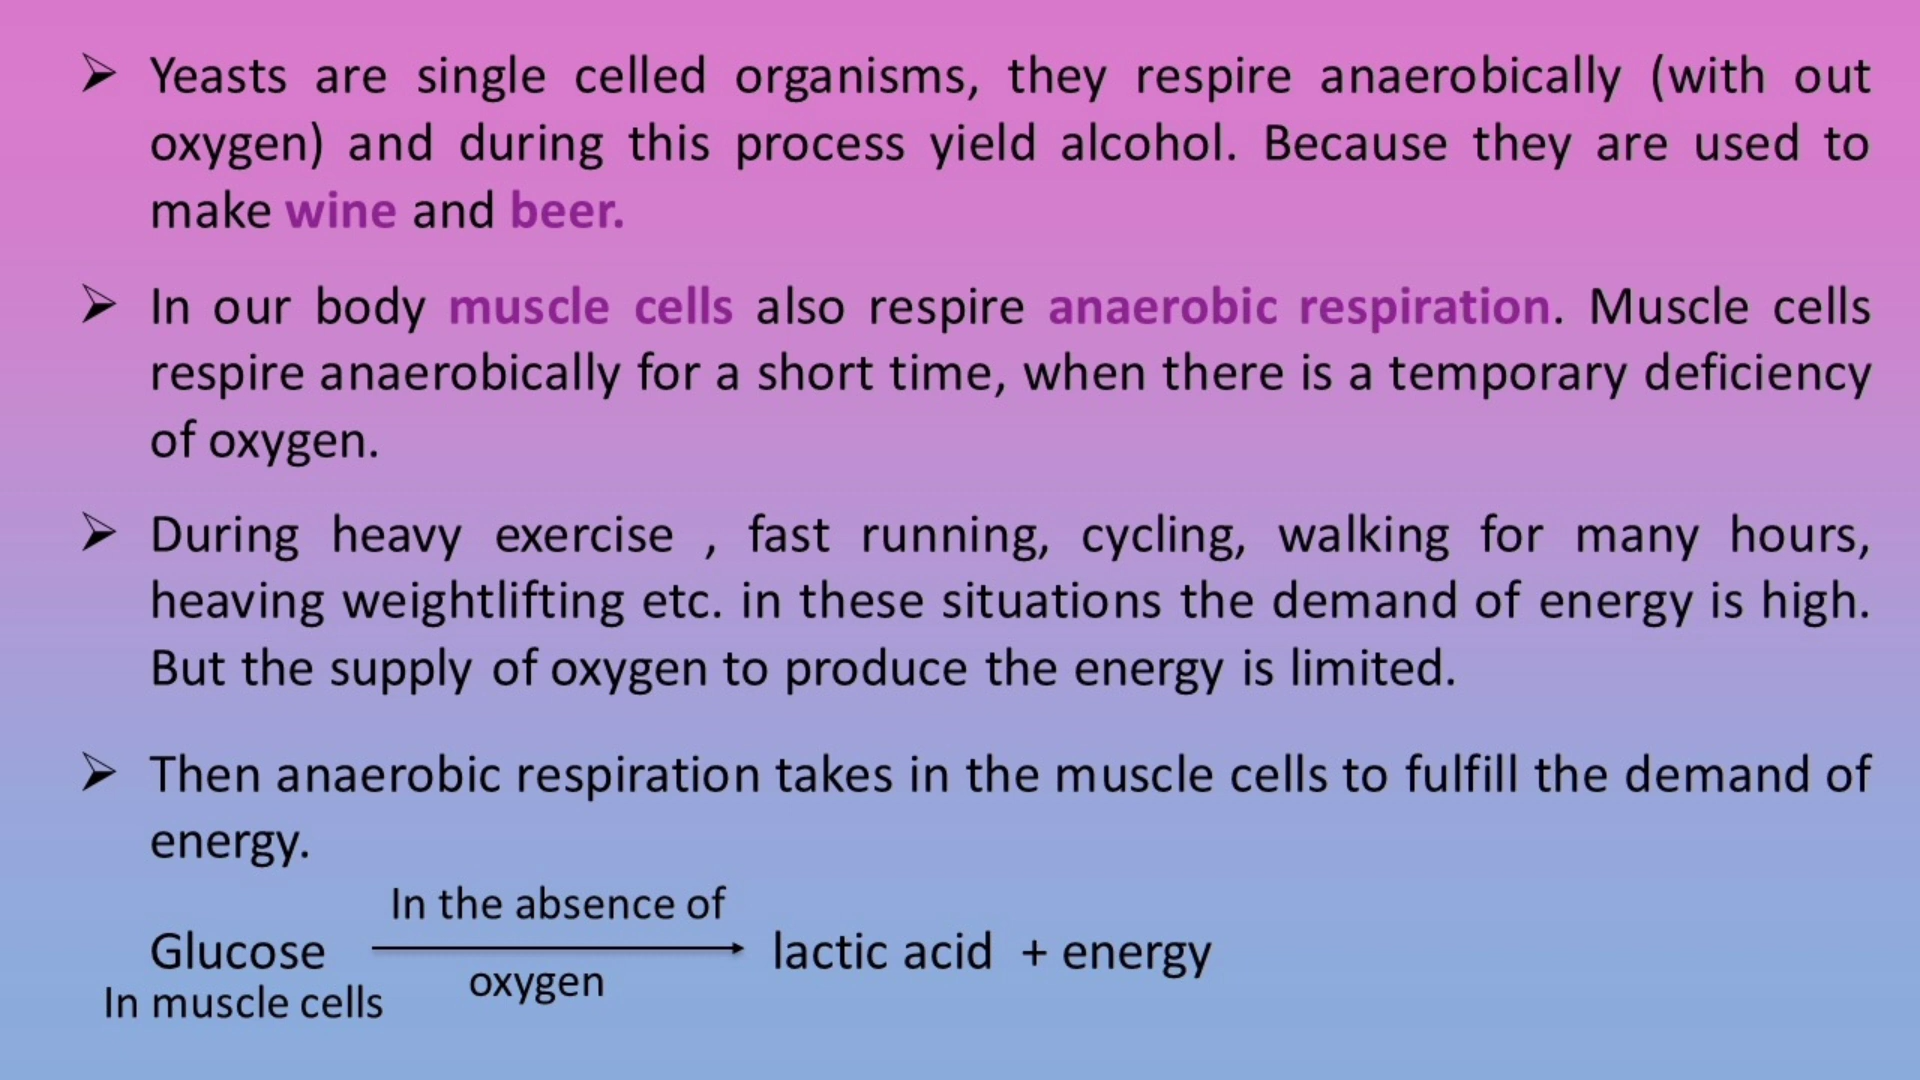 Yeasts are single celled organisms, they respire anaerobically (with out
oxygen) and during this process yield alcohol. Because they are used to
make wine and beer.
In our body muscle cells also respire anaerobic respiration. Muscle cells
respire anaerobically for a short time, when there is a temporary deficiency
of oxygen.
During heavy exercise , fast running, cycling, walking for many hours,
heaving weightlifting etc. in these situations the demand of energy is high.
But the supply of oxygen to produce the energy is limited.
Then anaerobic respiration takes in the muscle cells to fulfill the demand of
energy.
In the absence of
Glucose → lactic acid + energy
oxygen
In muscle cells